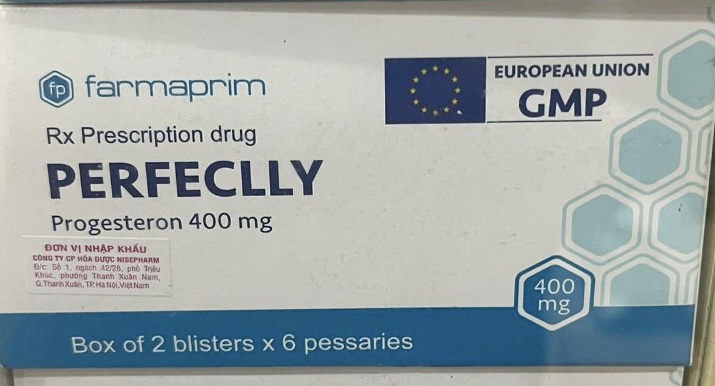 fp farmaprim
EUROPEAN UNION
GMP
Rx Prescription drug
PERFECLLY
Progesteron 400 mg
ĐƠN VỊ NHẬP KHẨU
CÔNG TY CP HÓA DƯỢC NISEPHARM
Đ/c: Số 1, ngách 42/28, phố Triều
Khúc, phường Thanh Xuân Nam,
Q.Thanh Xuân, TP. Hà Nội, Việt Nam
400
mg
Box of 2 blisters x 6 pessaries